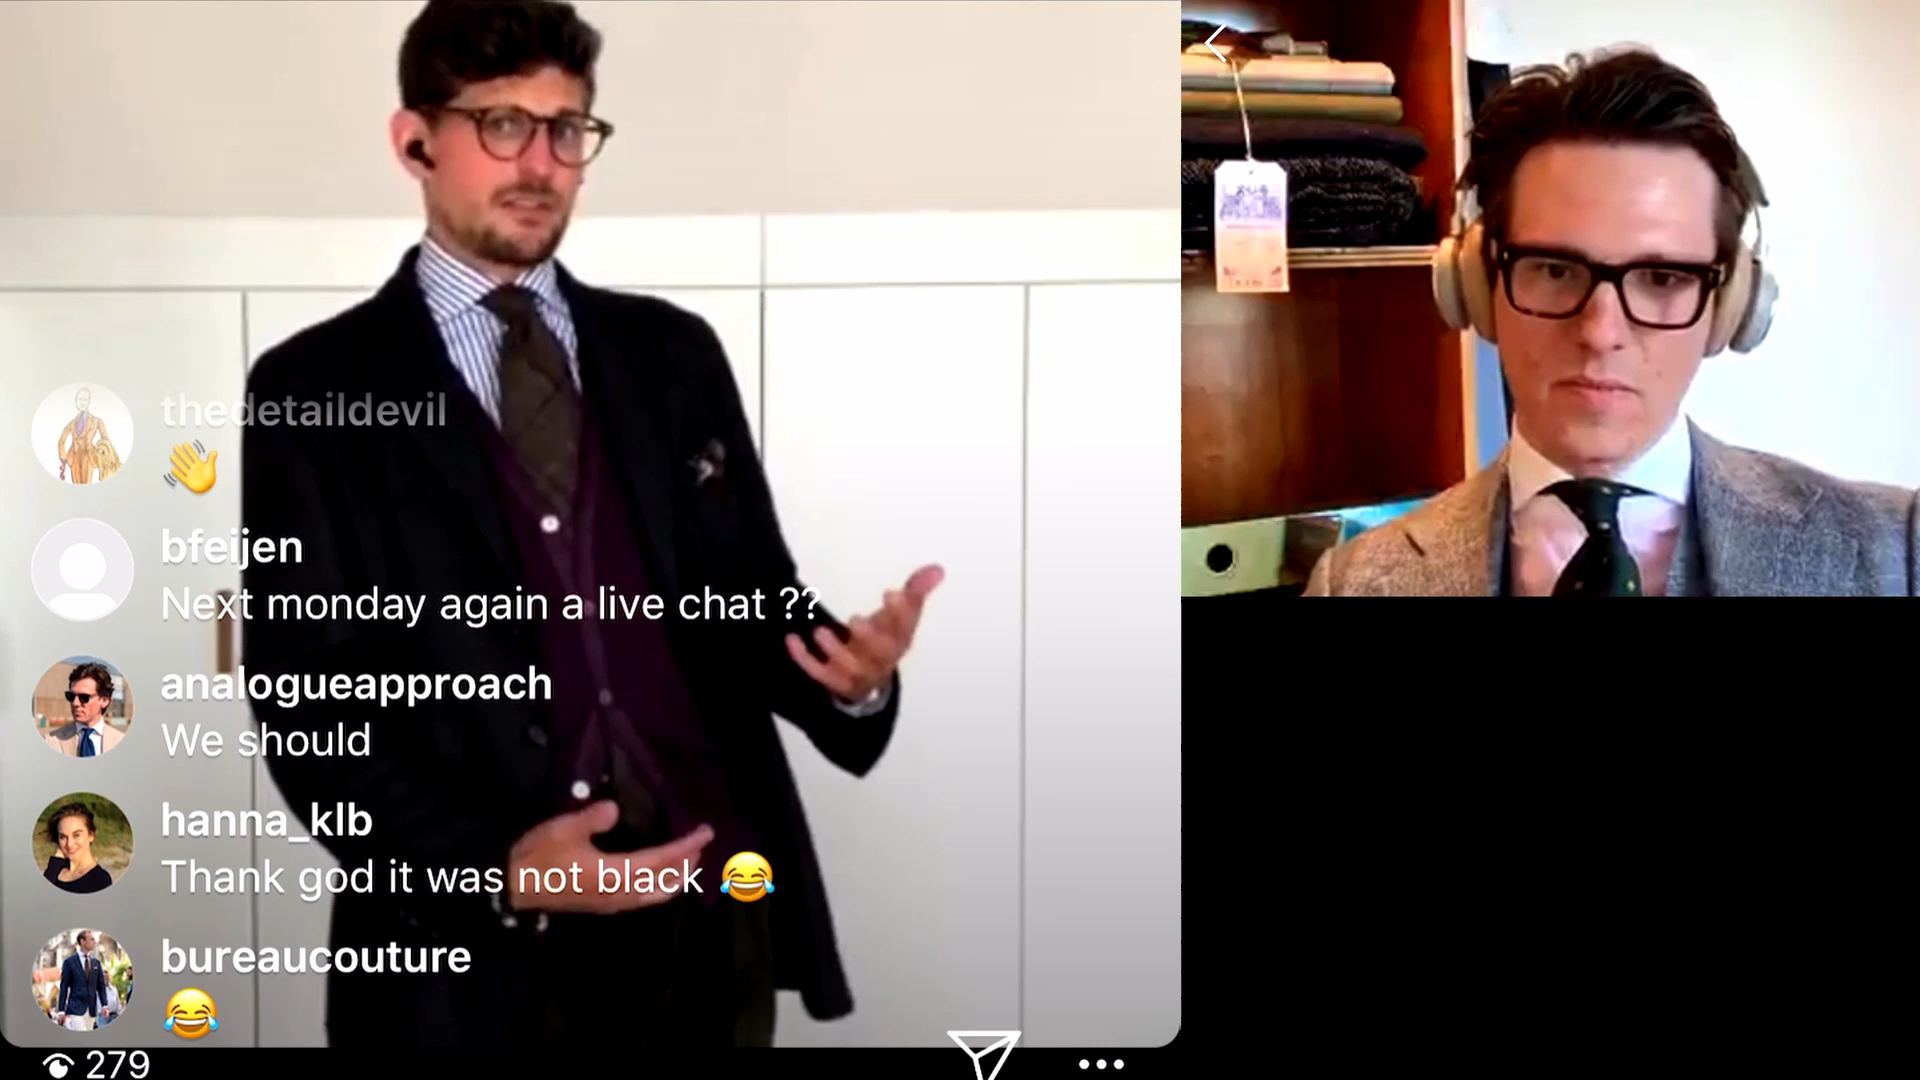 thedetaildevil
👋
bfeijen
Next monday again a live chat ??
analogueapproach
We should
hanna_klb
Thank god it was not black 😂
bureaucouture
😂
279